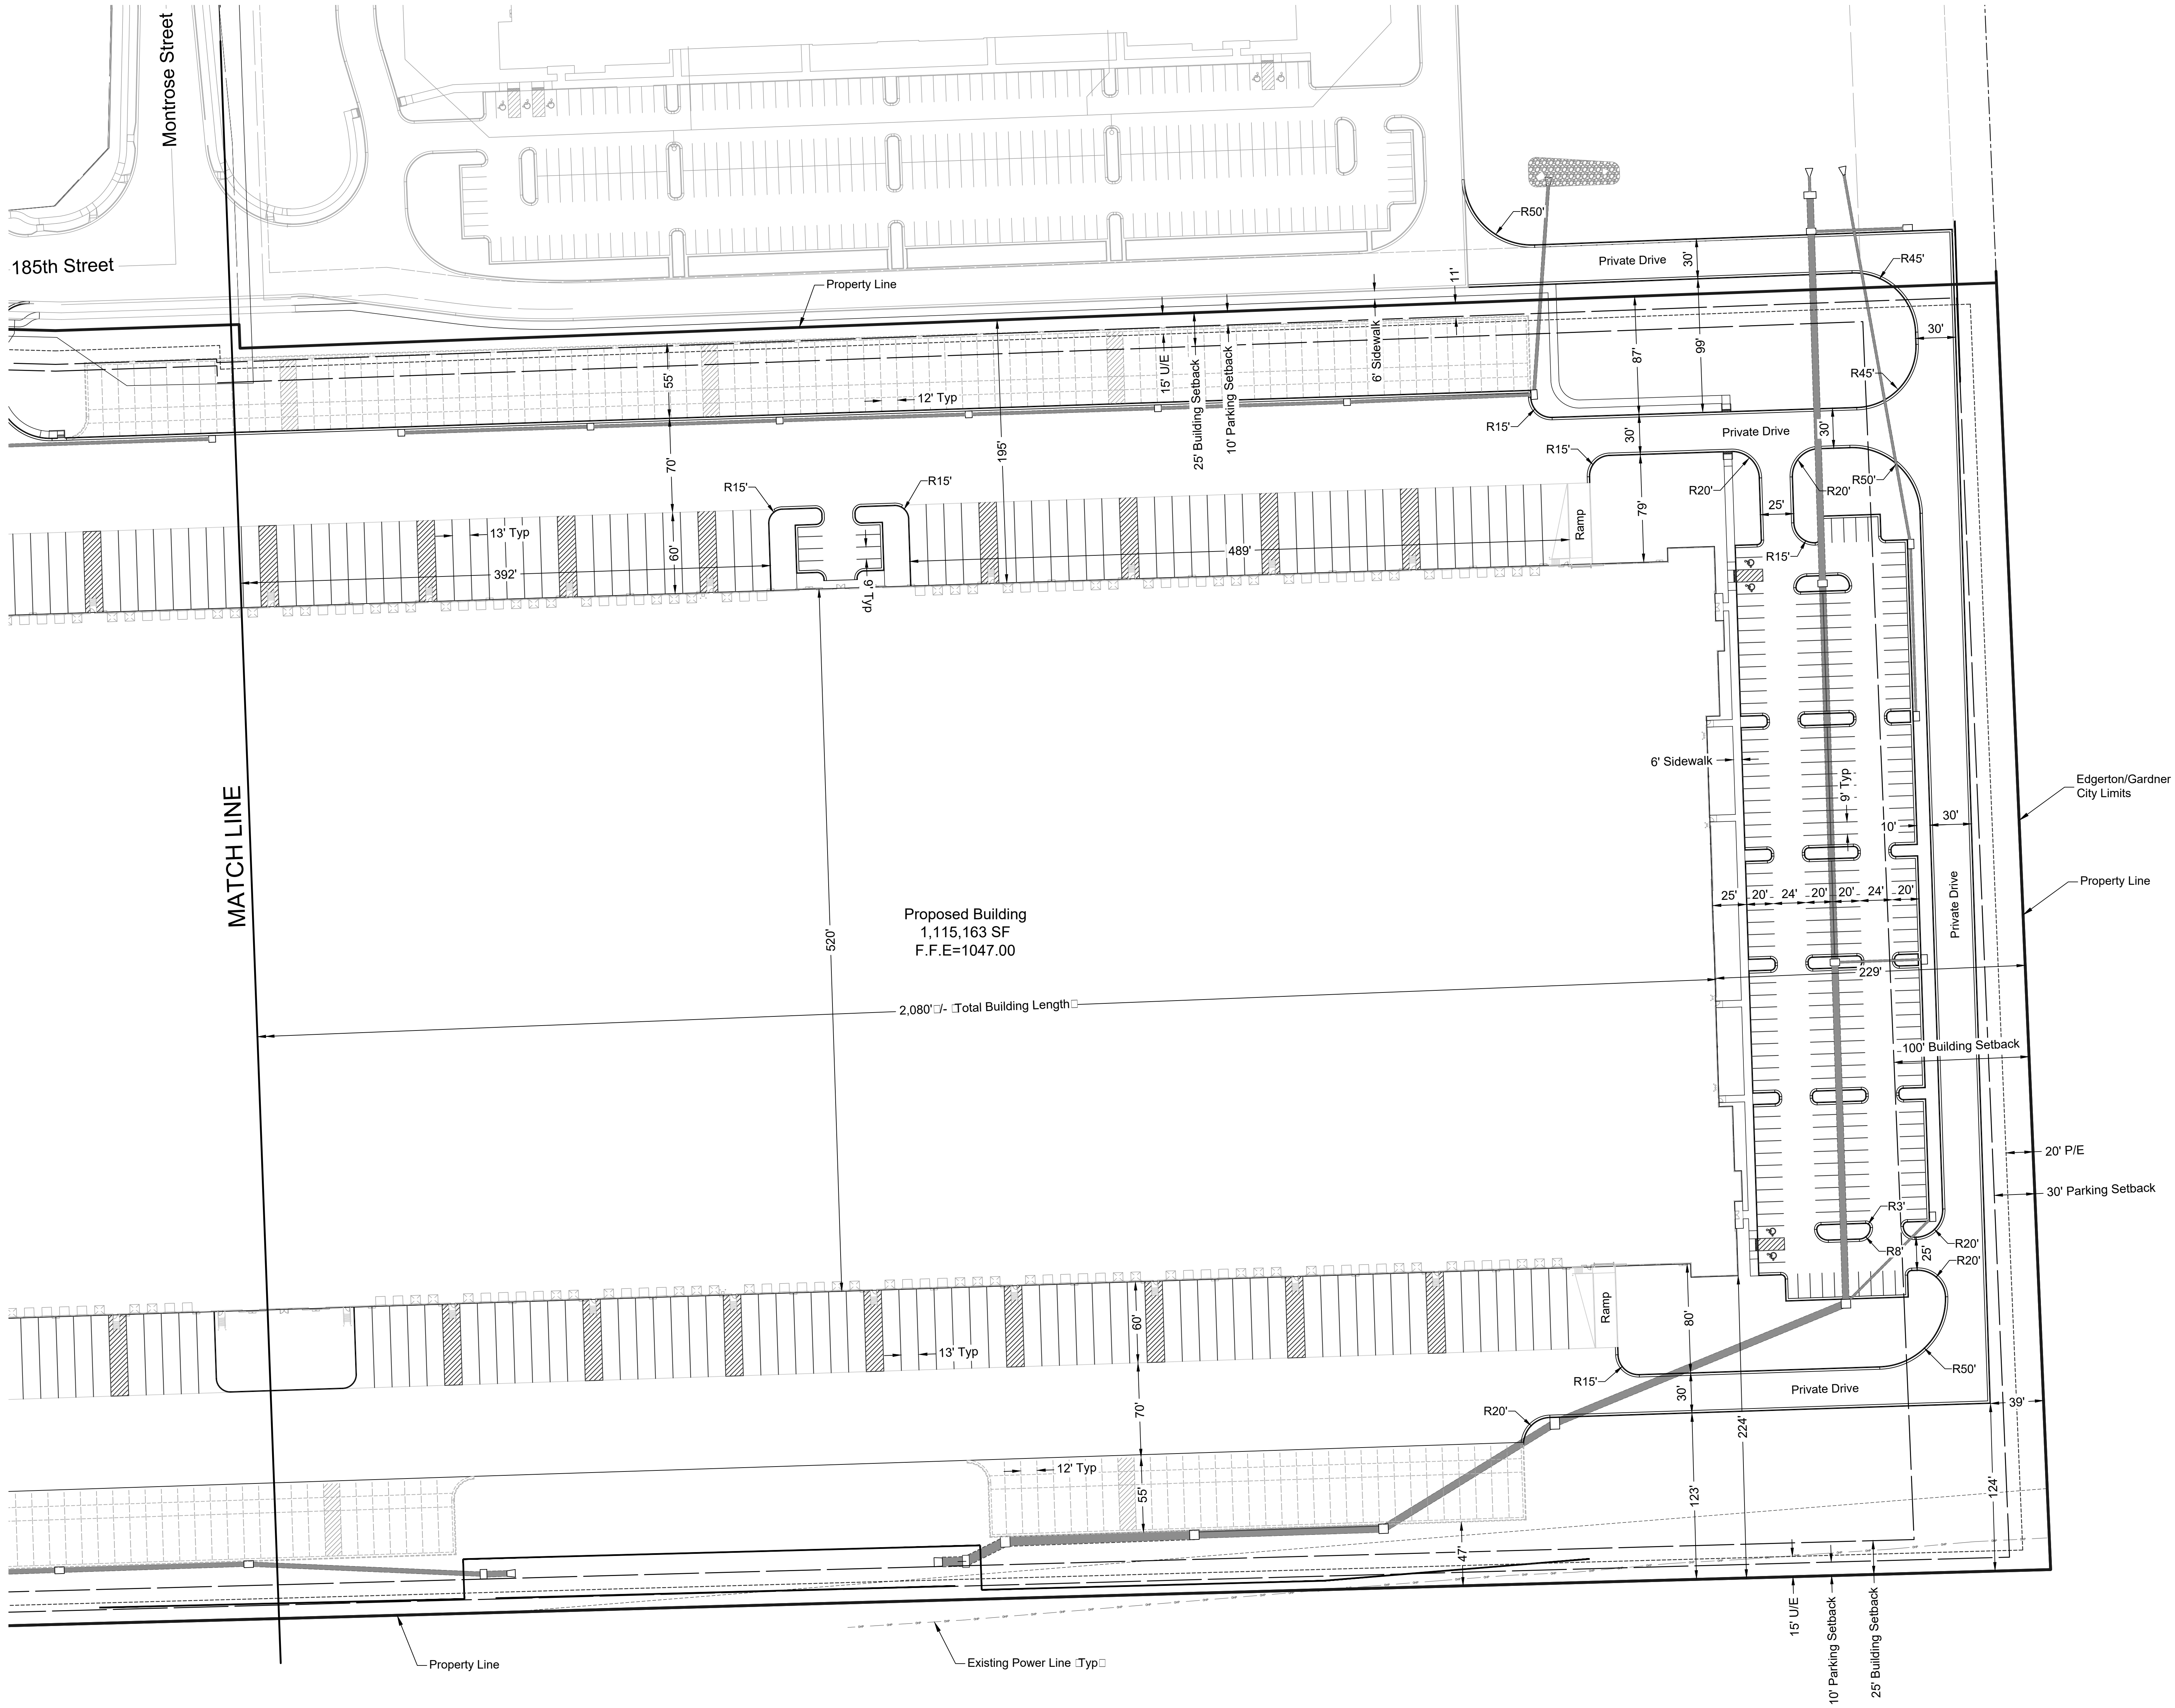 Montrose Street
185th Street
Property Line
R50'
Private Drive
30'
R45'
11'
6' Sidewalk
15' U/E
25' Building Setback
10' Parking Setback
87'
99'
30'
R45'
55'
12' Typ
195'
R15'
30'
Private Drive
30'
70'
R15'
R15'
R15'
R20'
R20'
R50'
25'
79'
Ramp
R15'
13' Typ
60'
392'
9' Typ
489'
6' Sidewalk
9' Typ
10'
30'
Edgerton/Gardner
City Limits
Property Line
Private Drive
MATCH LINE
25'
20'
24'
20'
20'
24'
20'
Proposed Building
1,115,163 SF
F.F.E=1047.00
520'
229'
2,080'□/- □Total Building Length□
100' Building Setback
20' P/E
30' Parking Setback
R3'
R8'
R20'
25'
R20'
60'
13' Typ
Ramp
80'
R15'
R50'
30'
Private Drive
39'
R20'
70'
224'
12' Typ
55'
123'
124'
47'
15' U/E
10' Parking Setback
25' Building Setback
Property Line
Existing Power Line □Typ□